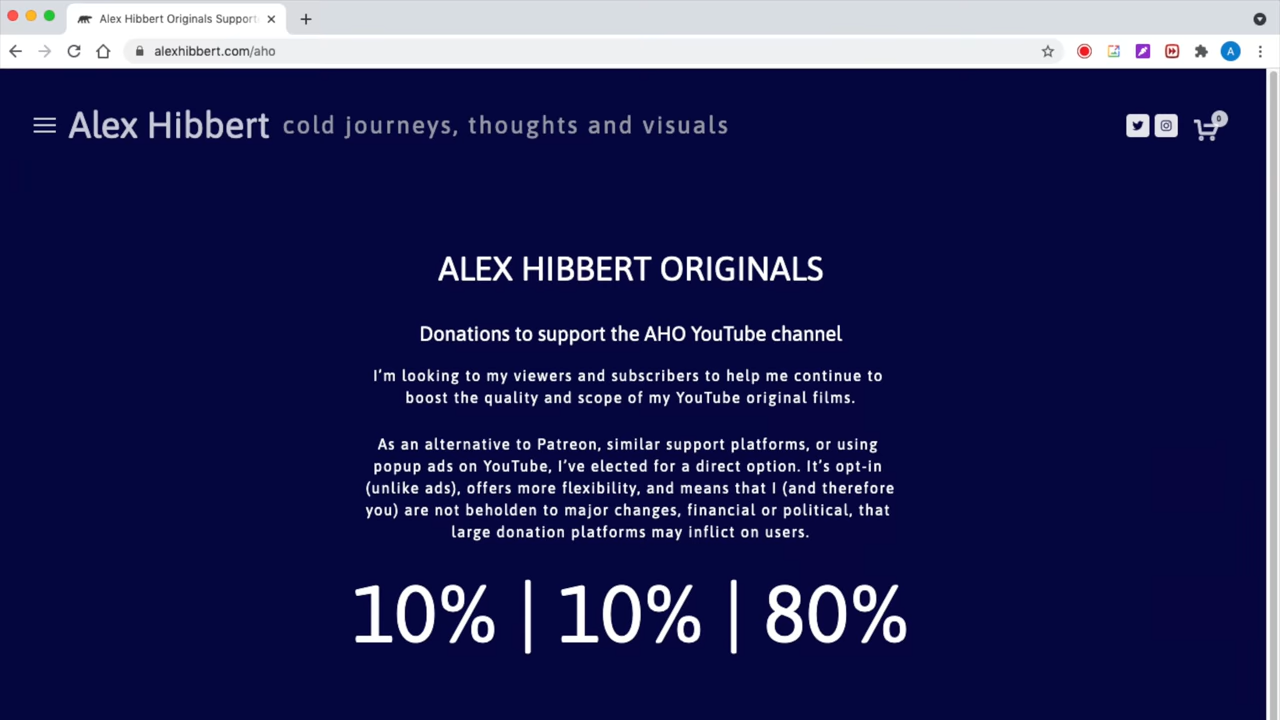 Alex Hibbert Originals Support
alexhibbert.com/aho
A
Alex Hibbert cold journeys, thoughts and visuals
0
ALEX HIBBERT ORIGINALS
Donations to support the AHO YouTube channel
I’m looking to my viewers and subscribers to help me continue to
boost the quality and scope of my YouTube original films.
As an alternative to Patreon, similar support platforms, or using
popup ads on YouTube, I’ve elected for a direct option. It’s opt-in
(unlike ads), offers more flexibility, and means that I (and therefore
you) are not beholden to major changes, financial or political, that
large donation platforms may inflict on users.
10% | 10% | 80%